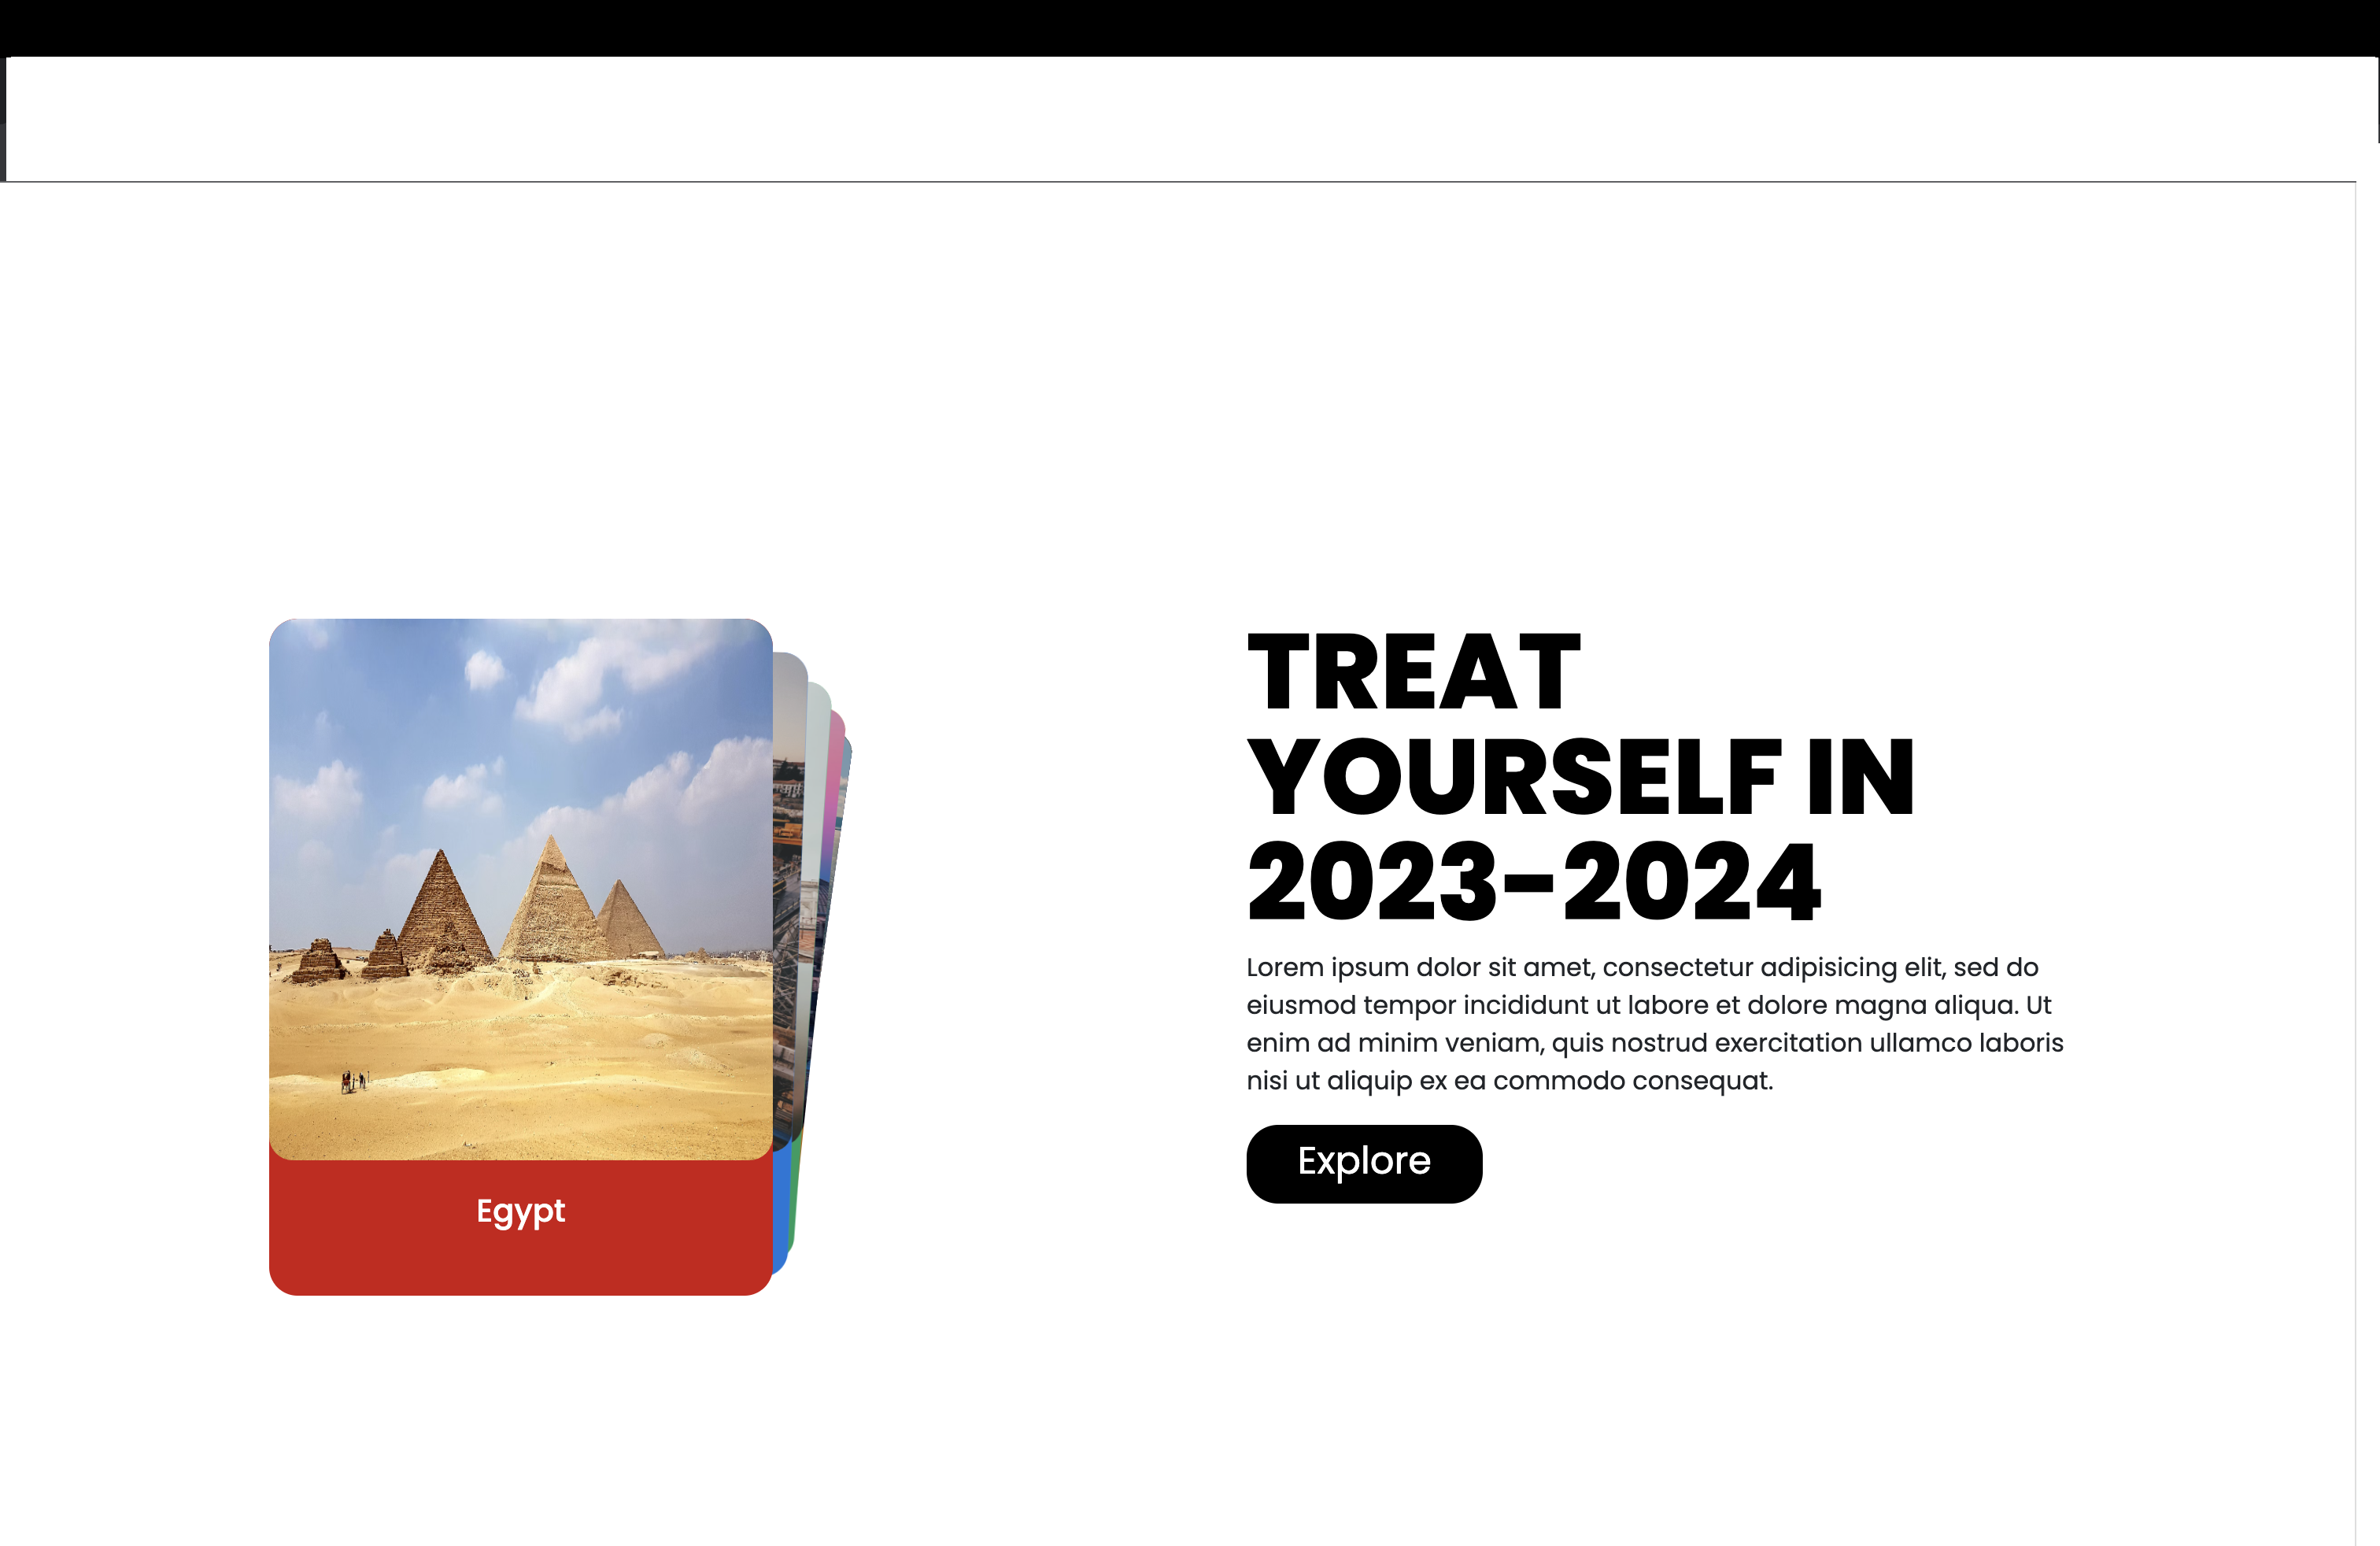 TREAT
YOURSELF IN
2023-2024
Lorem ipsum dolor sit amet, consectetur adipisicing elit, sed do
eiusmod tempor incididunt ut labore et dolore magna aliqua. Ut
enim ad minim veniam, quis nostrud exercitation ullamco laboris
nisi ut aliquip ex ea commodo consequat.
Explore
Egypt